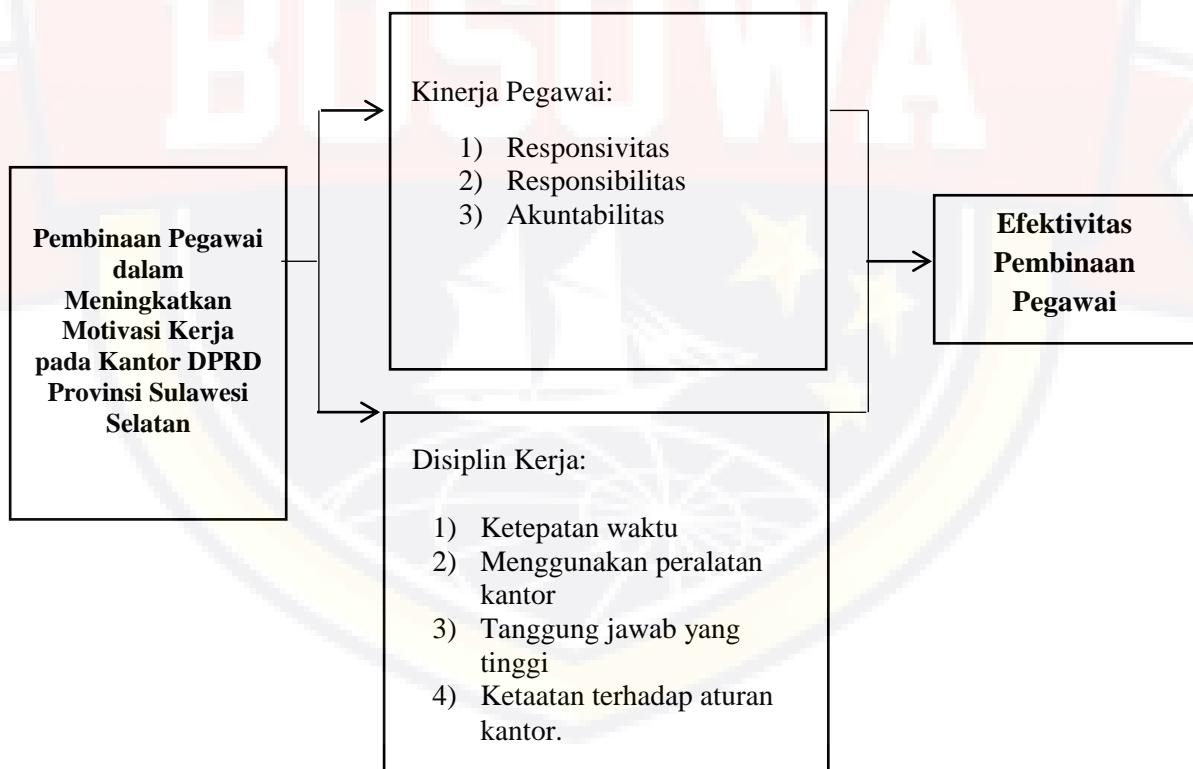 BOSOWA
Kinerja Pegawai:
1) Responsivitas
2) Responsibilitas
3) Akuntabilitas
Pembinaan Pegawai
dalam
Meningkatkan
Motivasi Kerja
pada Kantor DPRD
Provinsi Sulawesi
Selatan
Efektivitas
Pembinaan
Pegawai
Disiplin Kerja:
1) Ketepatan waktu
2) Menggunakan peralatan
kantor
3) Tanggung jawab yang
tinggi
4) Ketaatan terhadap aturan
kantor.